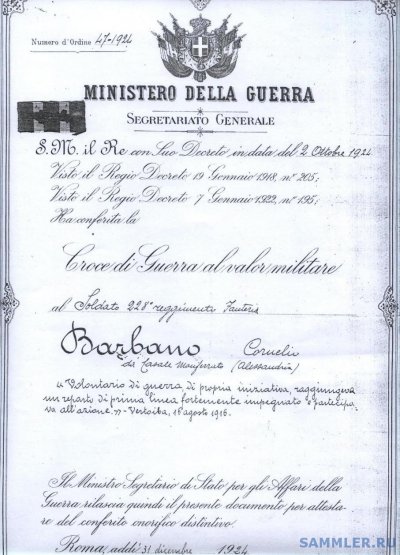 Numero d'Ordine 47-1924
MINISTERO DELLA GUERRA
SEGRETARIATO GENERALE
S. M. il Re con Suo Decreto in data del 2 Ottobre 1924
Visto il Regio Decreto 19 Gennaio 1918, n° 205;
Visto il Regio Decreto 7 Gennaio 1922, n° 195;
Ha conferita la
Croce di Guerra al valor militare
al Soldato 228° reggimento Fanteria
Barbano Cornelio
da Casale Monferrato (Alessandria)
"Volontario di guerra di propria iniziativa, raggiungeva
un reparto di prima linea fortemente impegnato e partecipa
va all'azione." - Vertoiba, 16 agosto 1916.
Il Ministro Segretario di Stato per gli Affari della
Guerra rilascia quindi il presente documento per attesta-
re del conferito onorifico distintivo.
Roma, addì 31 dicembre 1924
SAMMLER.RU